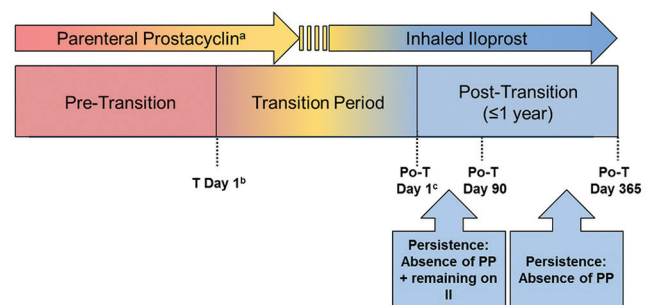 Parenteral Prostacyclinᵃ
Inhaled Iloprost
Pre-Transition
Transition Period
Post-Transition
(≤1 year)
T Day 1ᵇ
Po-T
Day 1ᶜ
Po-T
Day 90
Po-T
Day 365
Persistence:
Absence of PP
+ remaining on
II
Persistence:
Absence of PP